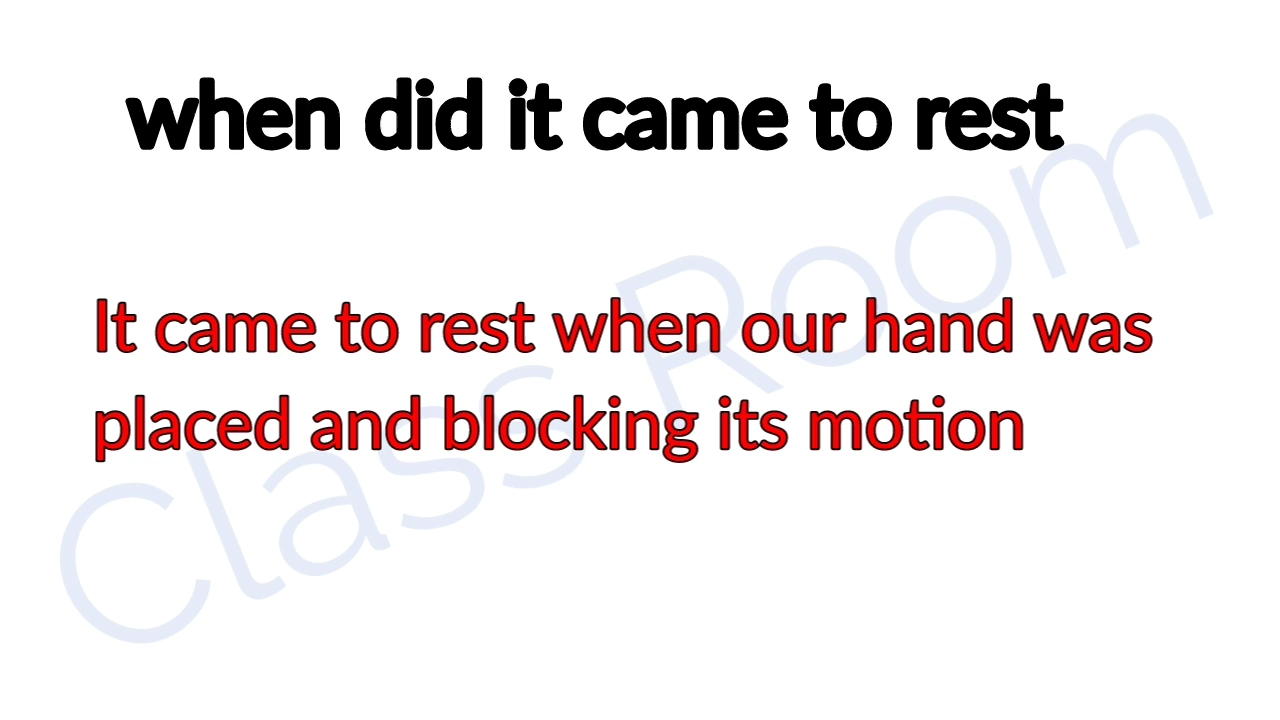 when did it came to rest
It came to rest when our hand was
placed and blocking its motion
Class Room